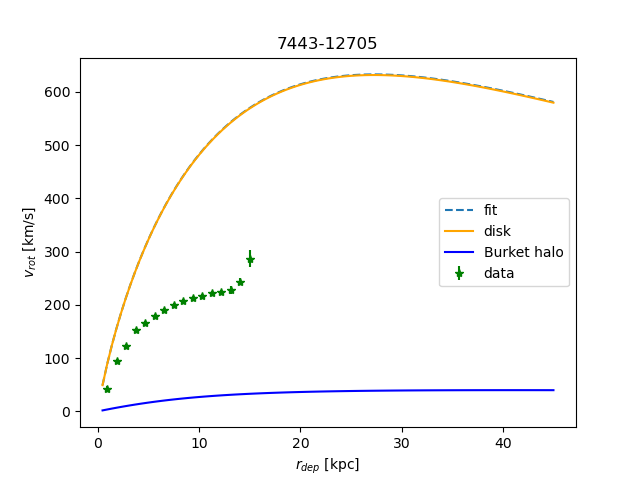 7443-12705
600
500
400
300
200
100
0
v_rot [km/s]
fit
disk
Burket halo
data
0 10 20 30 40
r_dep [kpc]